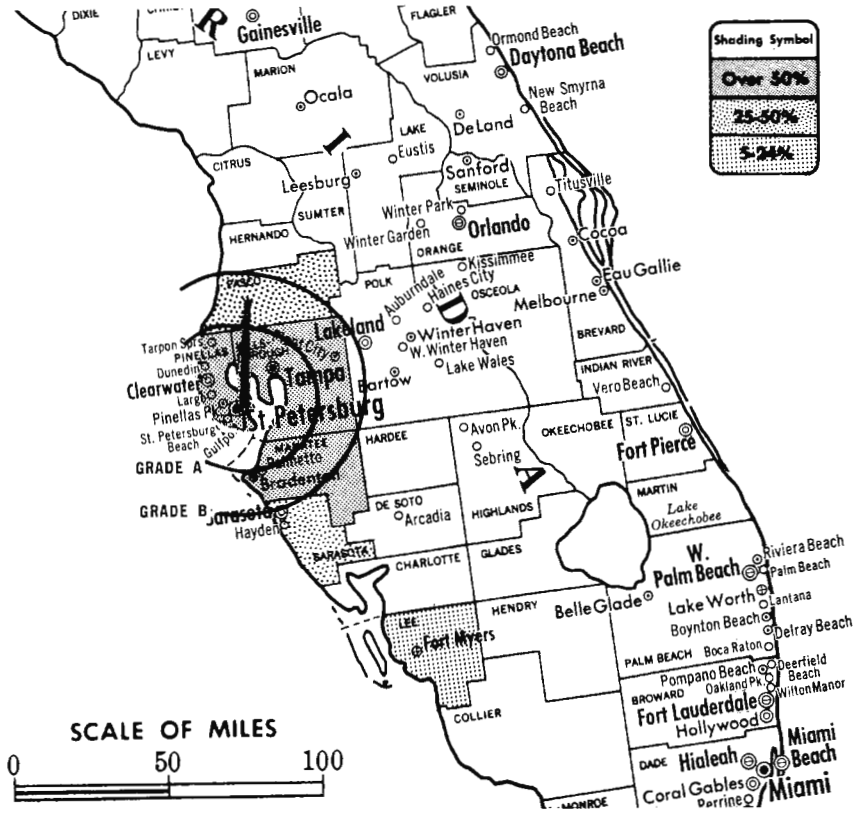 DIXIE
FLAGLER
R
Gainesville
Ormond Beach
Daytona Beach
LEVY
MARION
VOLUSIA
Shading Symbol
Over 50%
25-50%
5-24%
Ocala
New Smyrna
Beach
DeLand
LAKE
Eustis
I
CITRUS
Leesburg
Sanford
SEMINOLE
Titusville
SUMTER
Winter Park
Orlando
Winter Garden
HERNANDO
ORANGE
Cocoa
Kissimmee
PASCO
POLK
Auburndale
Haines City
OSCEOLA
Eau Gallie
Melbourne
D
Lakeland
Winter Haven
W. Winter Haven
Lake Wales
BREVARD
Tarpon Sprs.
PINELLAS
Dunedin
Clearwater
Largo
Tampa
Bartow
INDIAN RIVER
Vero Beach
Pinellas Pk.
St. Petersburg
St. Petersburg
Beach
Gulfport
Avon Pk.
Sebring
OKEECHOBEE
ST. LUCIE
Fort Pierce
MANATEE
Palmetto
Bradenton
HARDEE
GRADE A
A
GRADE B
Sarasota
Hayden
DE SOTO
Arcadia
HIGHLANDS
MARTIN
Lake
Okeechobee
SARASOTA
CHARLOTTE
GLADES
W.
Palm Beach
Riviera Beach
Palm Beach
Lake Worth
Lantana
Belle Glade
HENDRY
LEE
Fort Myers
Boynton Beach
Delray Beach
Boca Raton
PALM BEACH
Pompano Beach
Deerfield
Beach
Oakland Pk.
Wilton Manor
BROWARD
Fort Lauderdale
Hollywood
COLLIER
SCALE OF MILES
0 50 100
DADE
Hialeah
Miami
Beach
Coral Gables
Miami
Perrine
MONROE